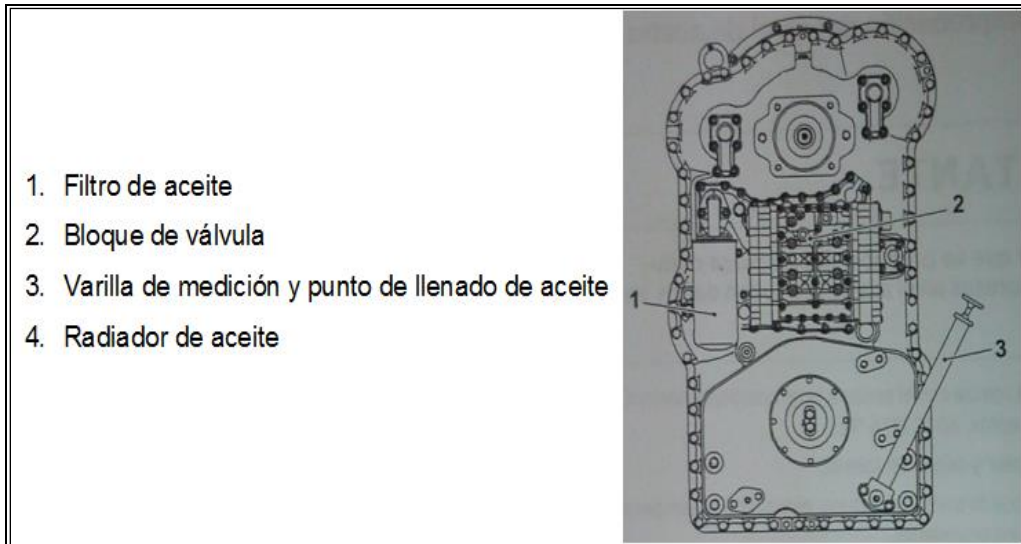 1. Filtro de aceite
2. Bloque de válvula
3. Varilla de medición y punto de llenado de aceite
4. Radiador de aceite
TANTE
2
1
3